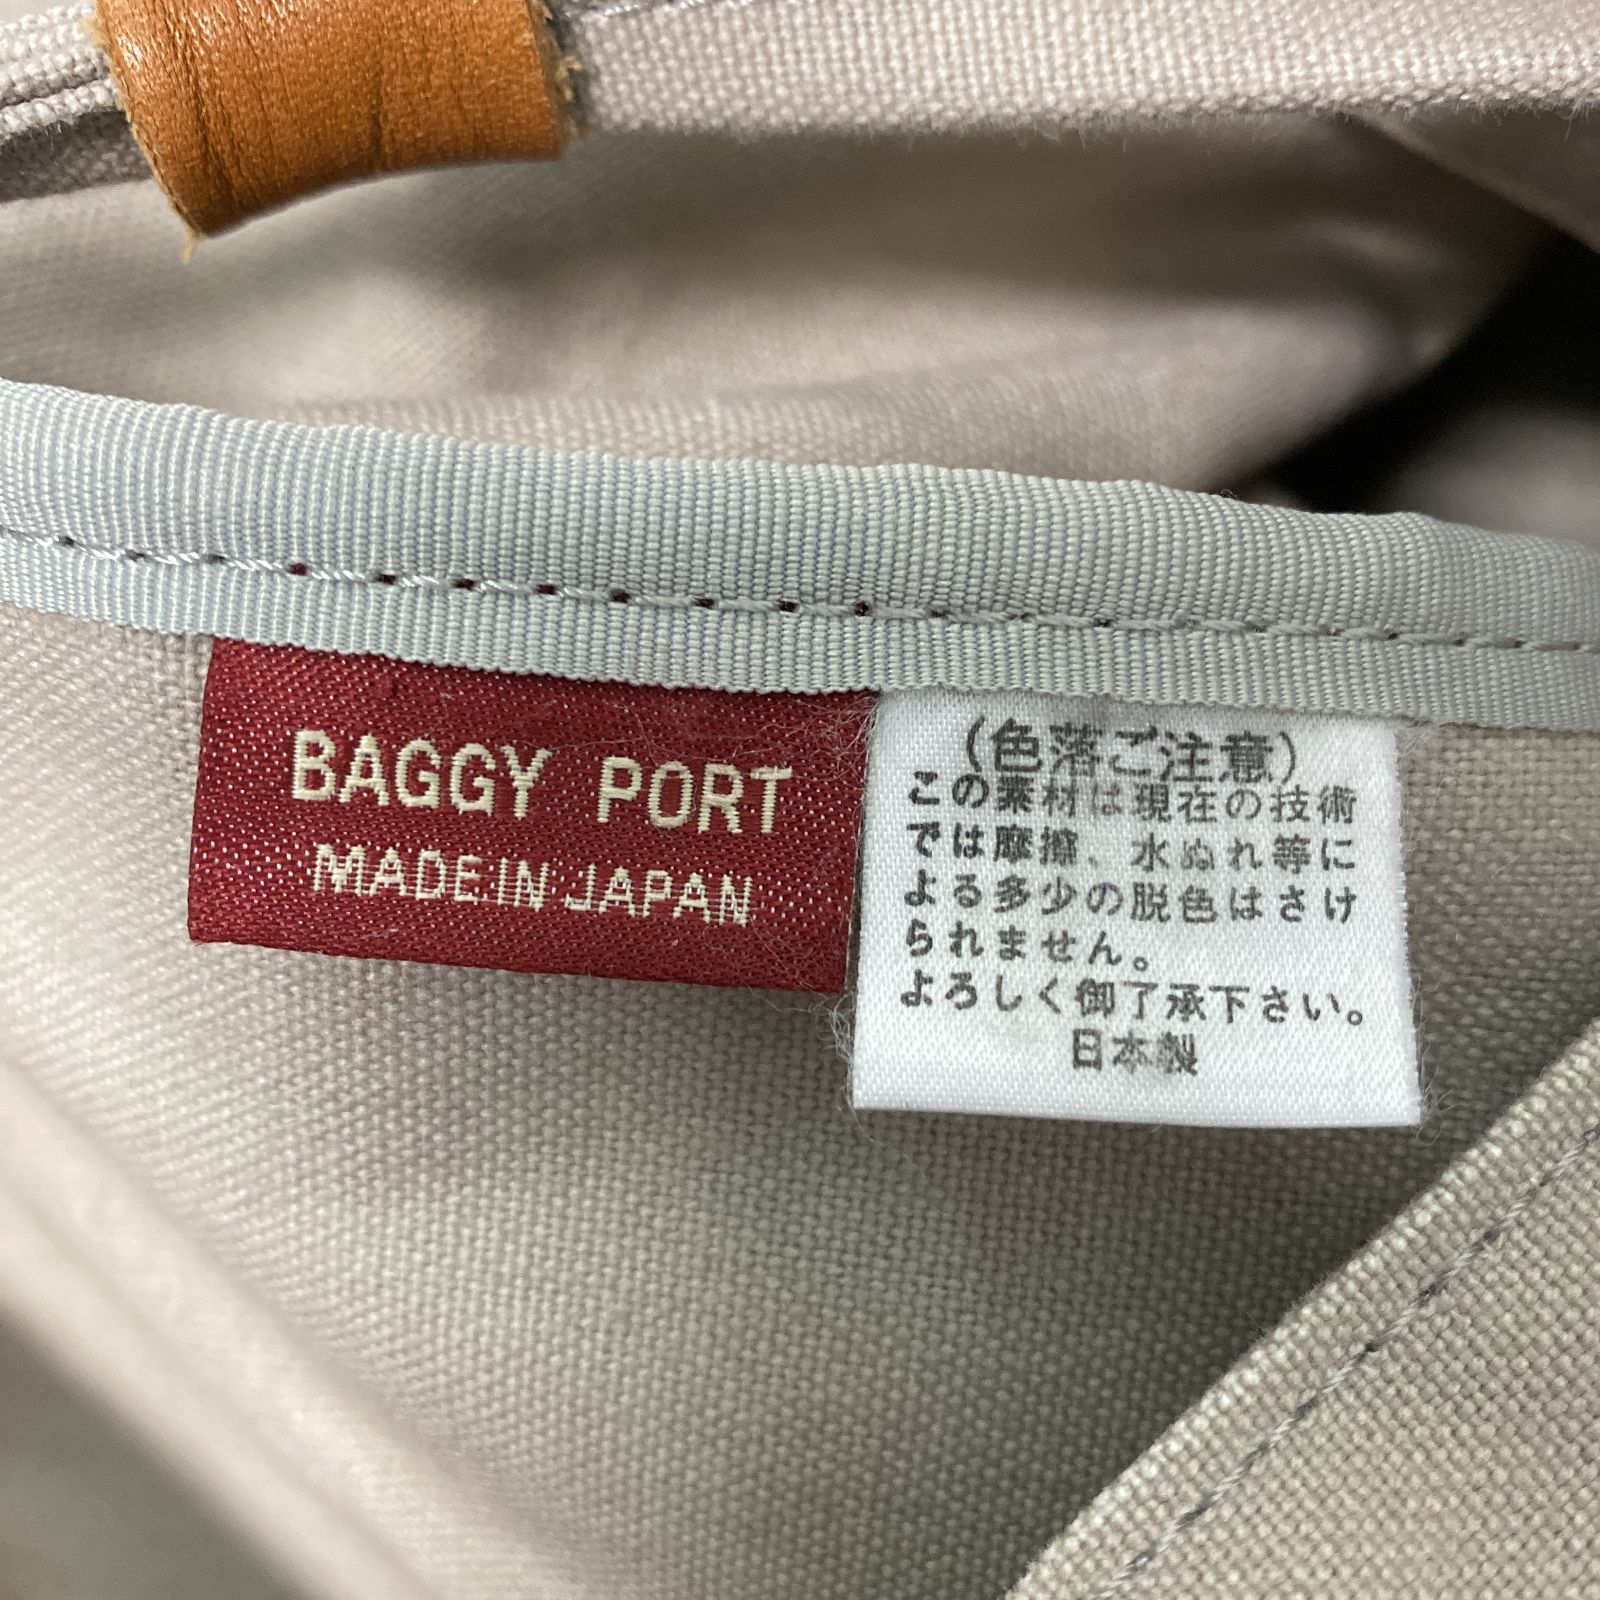 BAGGY PORT
MADE IN JAPAN
(色落ご注意)
この素材は現在の技術
では摩擦、水ぬれ等に
よる多少の脱色はさけ
られません。
よろしく御了承下さい。
日本製